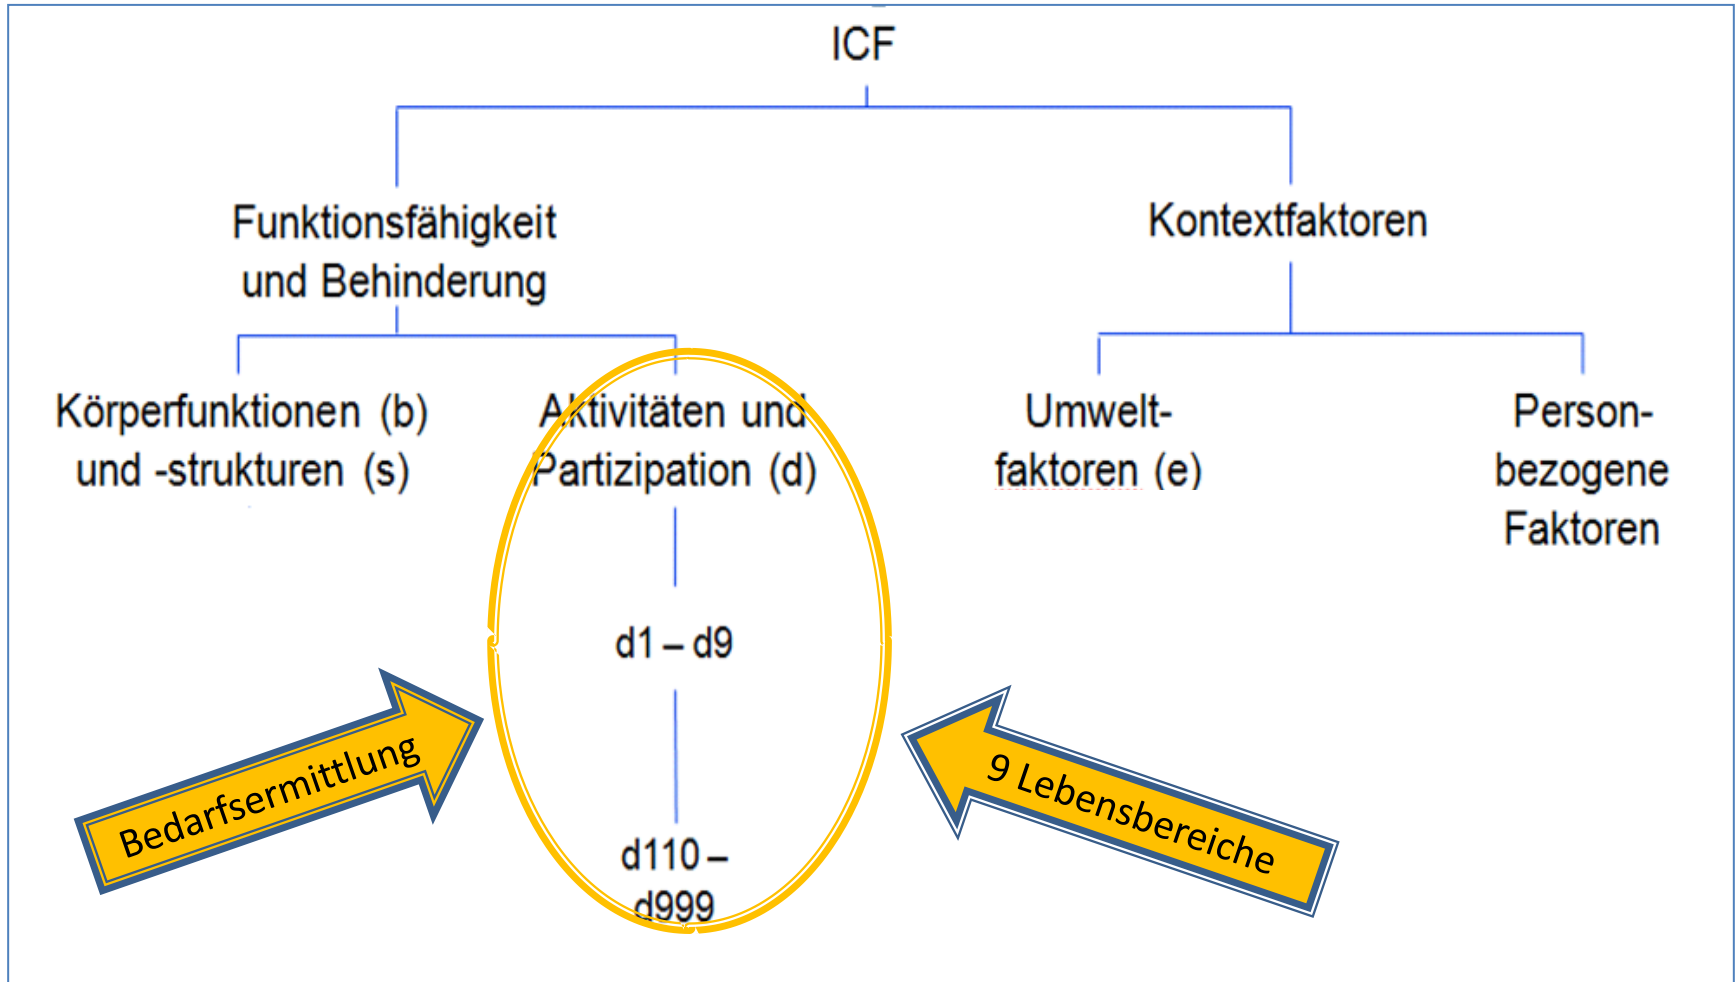 ICF
Funktionsfähigkeit
und Behinderung
Kontextfaktoren
Körperfunktionen (b)
und -strukturen (s)
Aktivitäten und
Partizipation (d)
Umwelt-
faktoren (e)
Person-
bezogene
Faktoren
d1 – d9
d110 –
d999
Bedarfsermittlung
9 Lebensbereiche